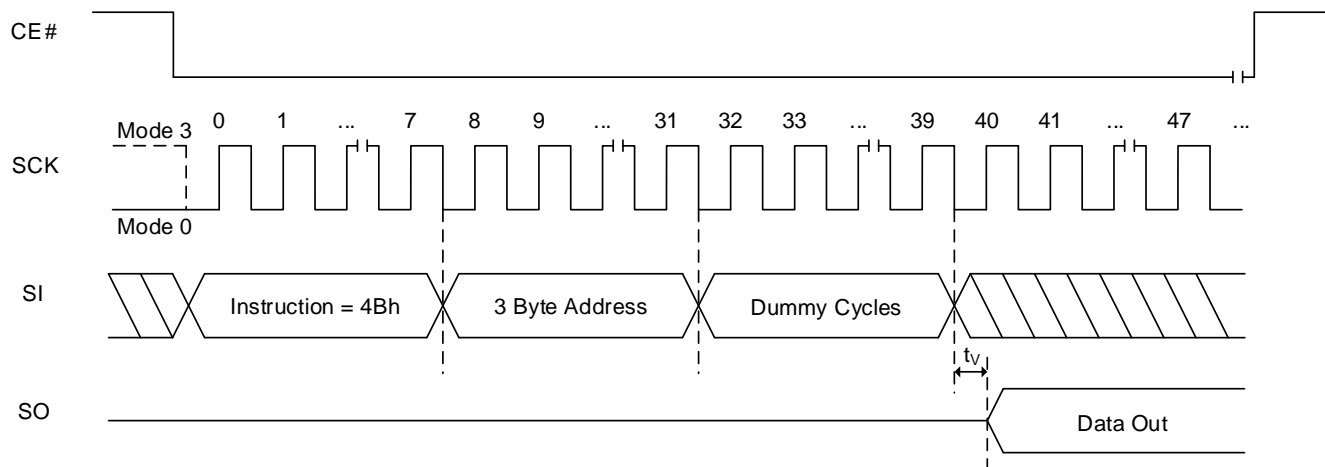 CE#
0 1 ... 7 8 9 ... 31 32 33 ... 39 40 41 ... 47 ...
Mode 3
SCK
Mode 0
SI
Instruction = 4Bh
3 Byte Address
Dummy Cycles
tV
SO
Data Out